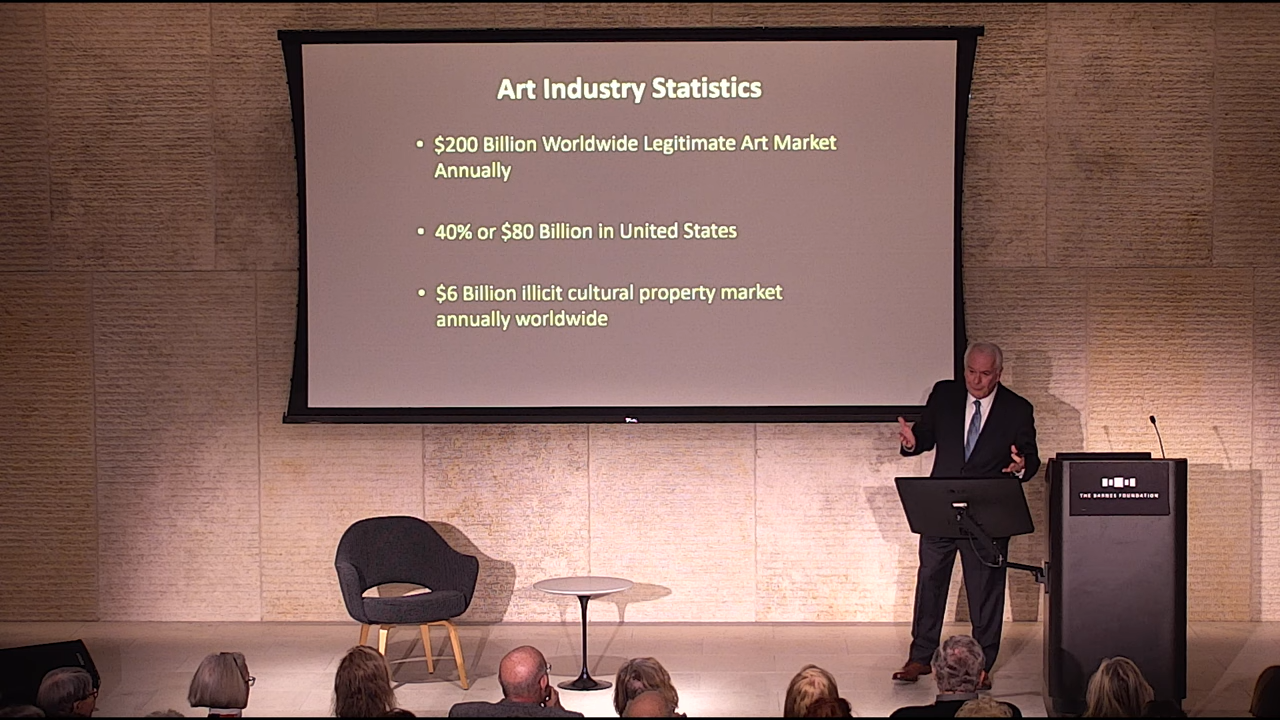 Art Industry Statistics
• $200 Billion Worldwide Legitimate Art Market
Annually
• 40% or $80 Billion in United States
• $6 Billion illicit cultural property market
annually worldwide
THE BARNES FOUNDATION